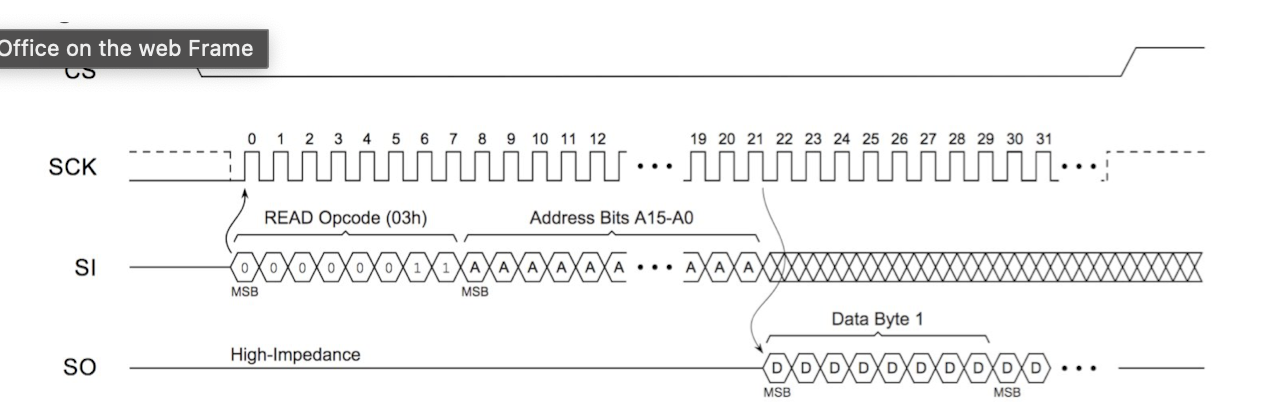 Office on the web Frame
CS
SCK
0 1 2 3 4 5 6 7 8 9 10 11 12 ••• 19 20 21 22 23 24 25 26 27 28 29 30 31 •••
READ Opcode (03h)
Address Bits A15-A0
SI
0 0 0 0 0 0 1 1 A A A A A A ••• A A A
MSB
MSB
Data Byte 1
SO
High-Impedance
D D D D D D D D D D •••
MSB
MSB